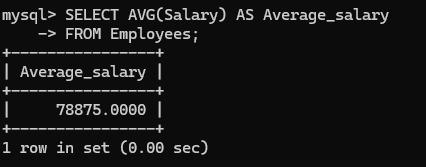 mysql> SELECT AVG(Salary) AS Average_salary
    -> FROM Employees;
+----------------+
| Average_salary |
+----------------+
|     78875.0000 |
+----------------+
1 row in set (0.00 sec)